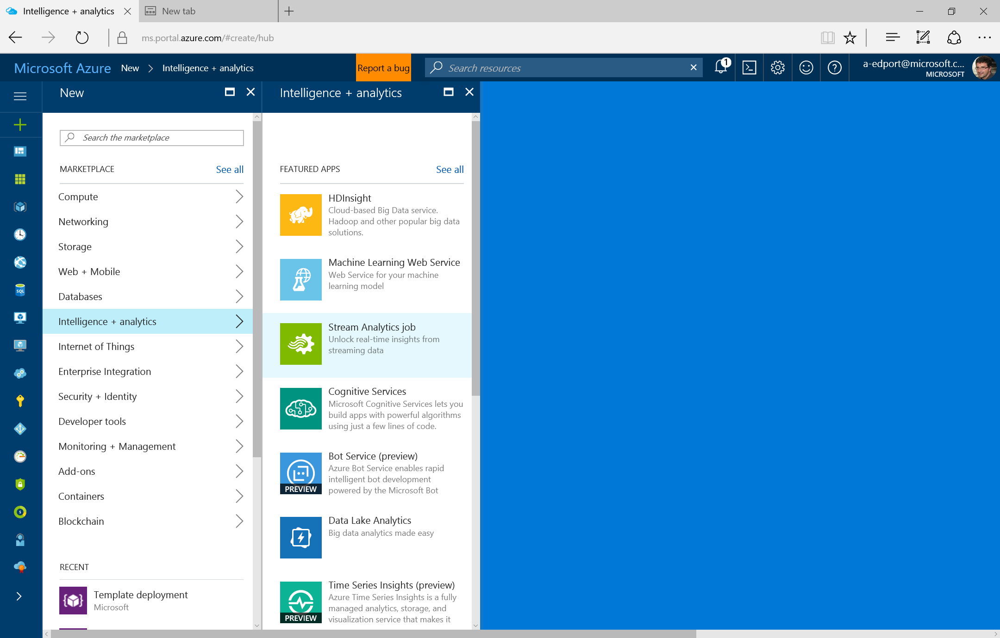 Intelligence + analytics
New tab
ms.portal.azure.com/#create/hub
Microsoft Azure
New
Intelligence + analytics
Report a bug
Search resources
1
a-edport@microsoft.c...
MICROSOFT
New
Search the marketplace
MARKETPLACE
See all
Compute
Networking
Storage
Web + Mobile
Databases
Intelligence + analytics
Internet of Things
Enterprise Integration
Security + Identity
Developer tools
Monitoring + Management
Add-ons
Containers
Blockchain
RECENT
Template deployment
Microsoft
SQL
Intelligence + analytics
FEATURED APPS
See all
HDInsight
Cloud-based Big Data service.
Hadoop and other popular big data
solutions.
Machine Learning Web Service
Web Service for your machine
learning model
Stream Analytics job
Unlock real-time insights from
streaming data
Cognitive Services
Microsoft Cognitive Services lets you
build apps with powerful algorithms
using just a few lines of code.
Bot Service (preview)
Azure Bot Service enables rapid
intelligent bot development
powered by the Microsoft Bot
PREVIEW
Data Lake Analytics
Big data analytics made easy
Time Series Insights (preview)
Azure Time Series Insights is a fully
managed analytics, storage, and
visualization service that makes it
PREVIEW